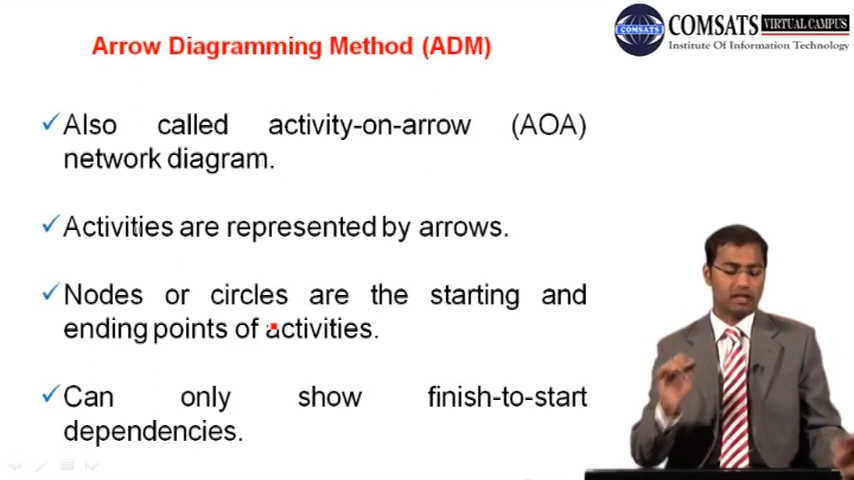 Arrow Diagramming Method (ADM)
COMSATS
COMSATS VIRTUAL CAMPUS
Institute Of Information Technology
Also called activity-on-arrow (AOA)
network diagram.
Activities are represented by arrows.
Nodes or circles are the starting and
ending points of activities.
Can only show finish-to-start
dependencies.